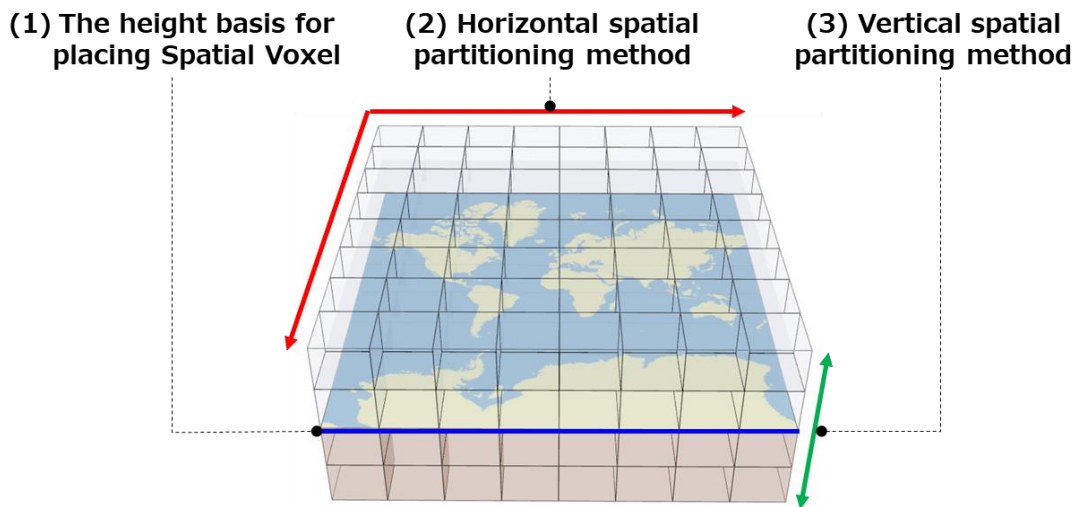 (1) The height basis for
placing Spatial Voxel
(2) Horizontal spatial
partitioning method
(3) Vertical spatial
partitioning method